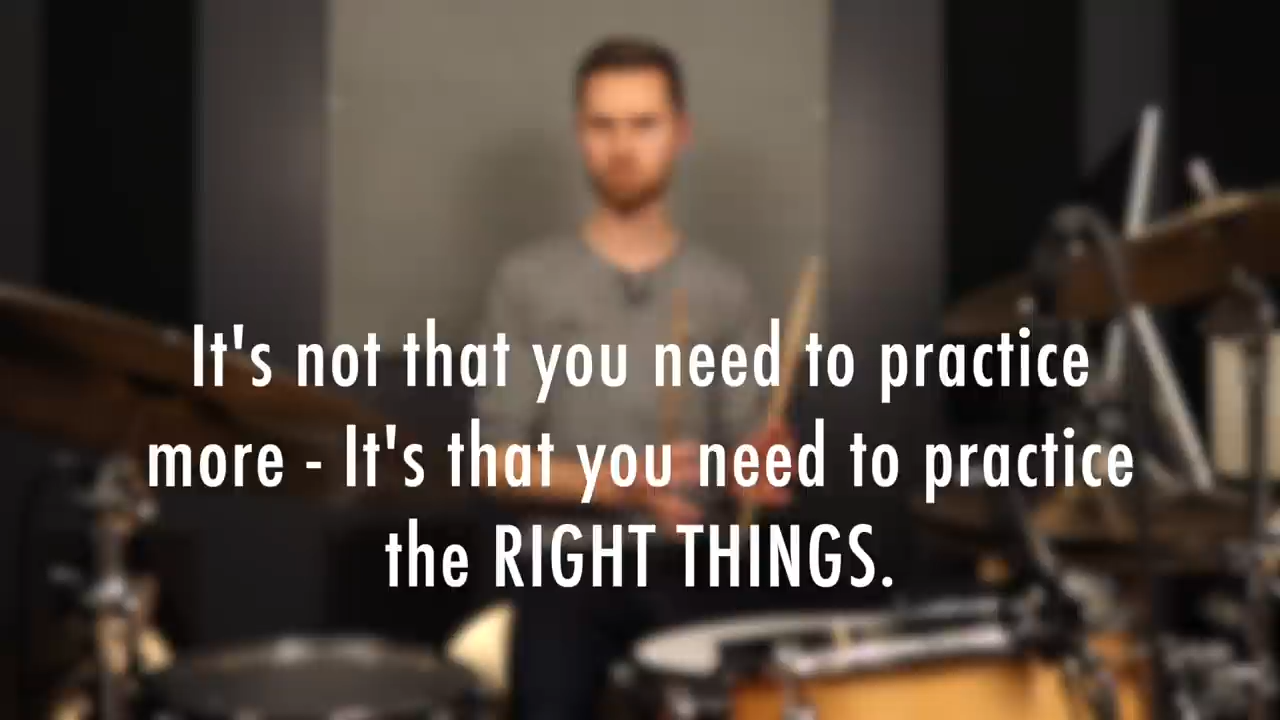 It's not that you need to practice
more - It's that you need to practice
the RIGHT THINGS.